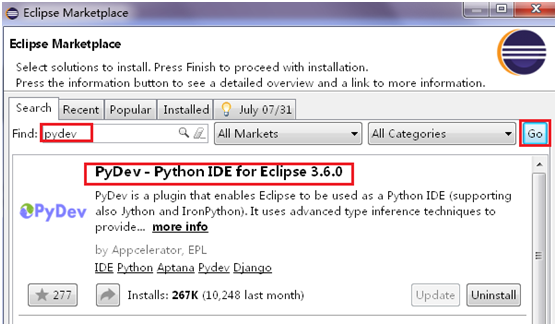 Eclipse Marketplace
Eclipse Marketplace
Select solutions to install. Press Finish to proceed with installation.
Press the information button to see a detailed overview and a link to more information.
Search Recent Popular Installed July 07/31
Find: pydev All Markets All Categories Go
PyDev - Python IDE for Eclipse 3.6.0
PyDev is a plugin that enables Eclipse to be used as a Python IDE (supporting
also Jython and IronPython). It uses advanced type inference techniques to
provide... more info
PyDev
by Appcelerator, EPL
IDE Python Aptana Pydev Django
277 Installs: 267K (10,248 last month) Update Uninstall